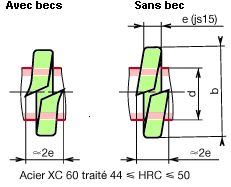 Avec becs Sans bec
e (js15)
d
b
≈2e ≈2e
Acier XC 60 traité 44 ≤ HRC ≤ 50